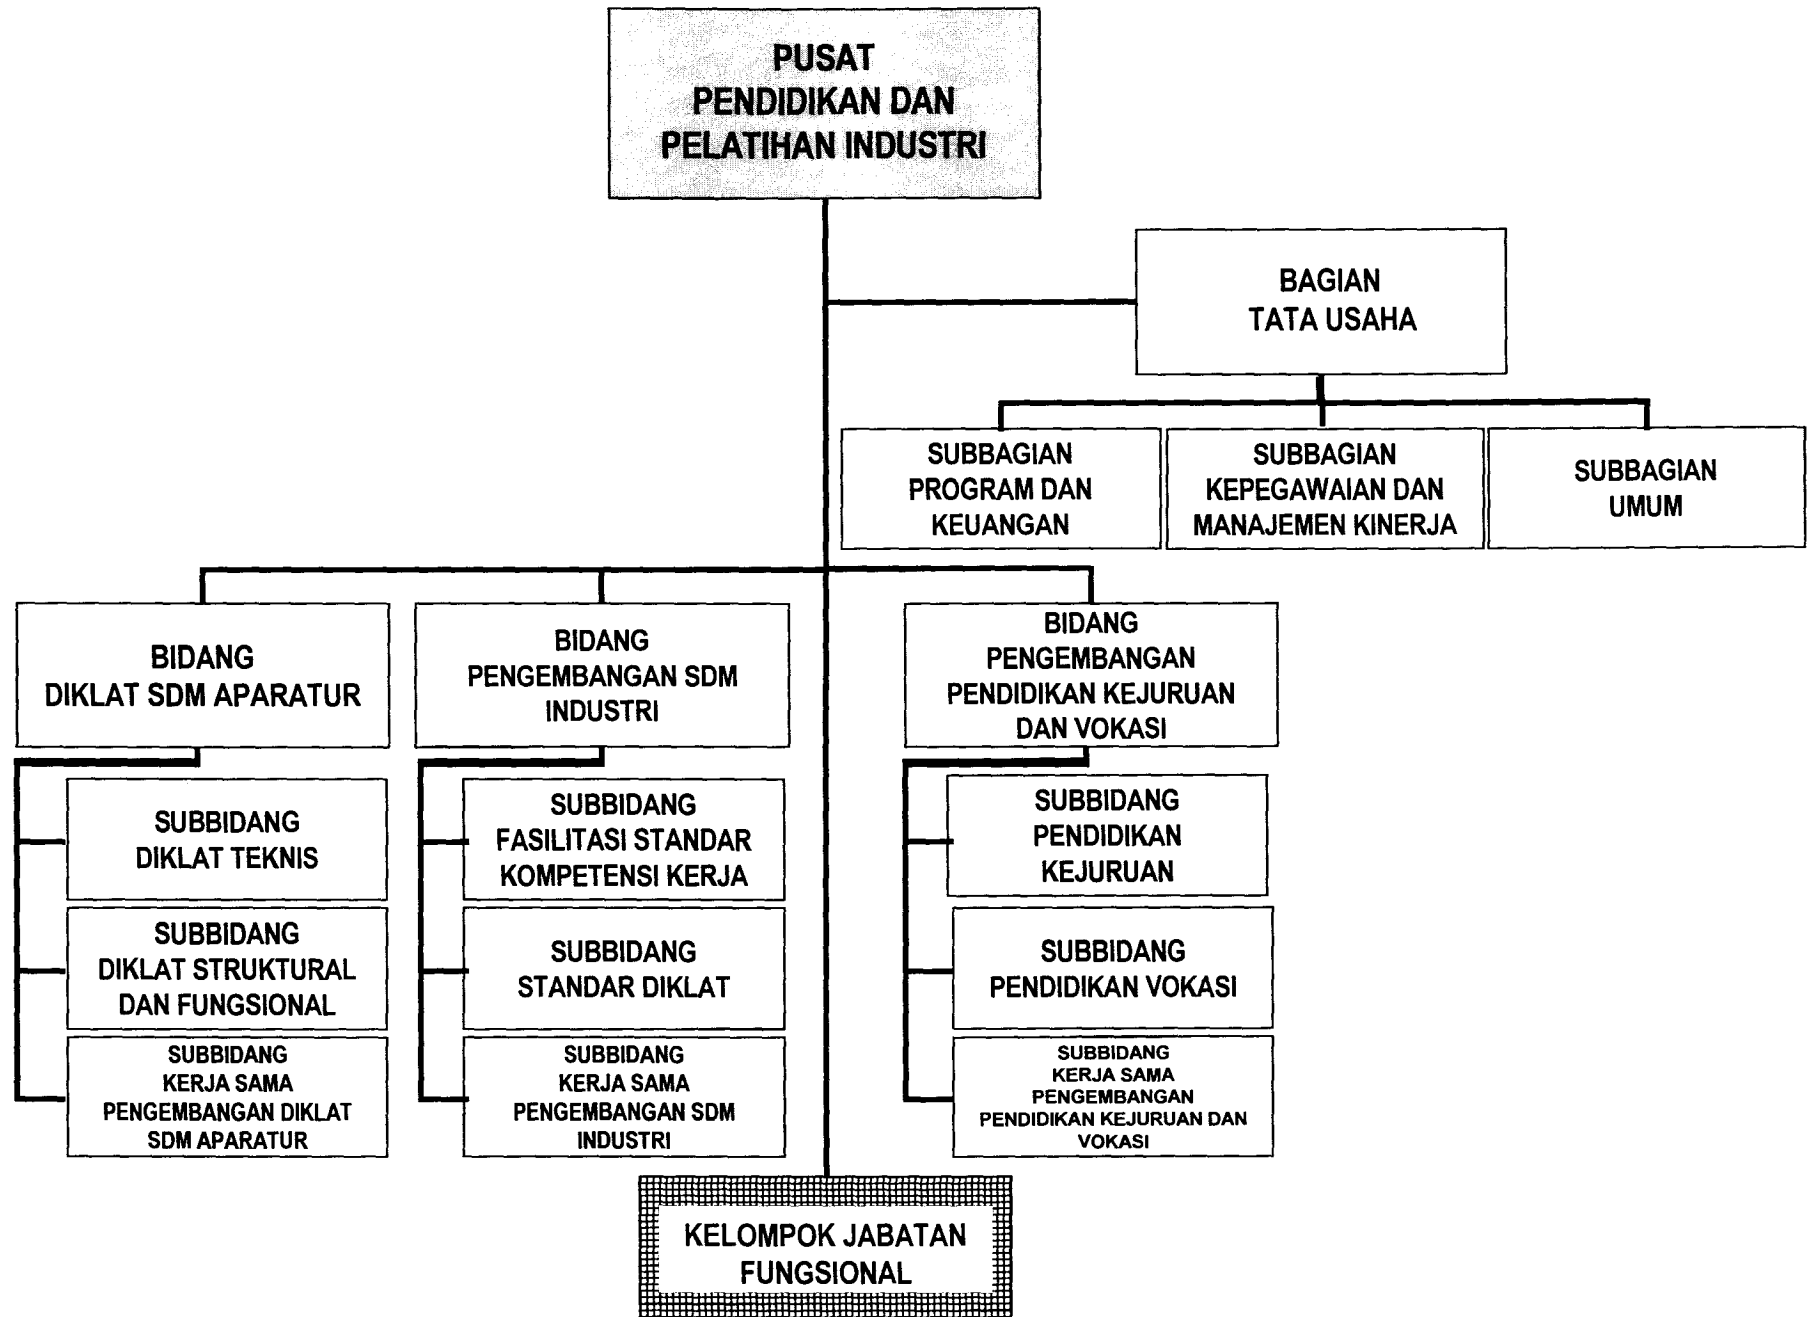 PUSAT
PENDIDIKAN DAN
PELATIHAN INDUSTRI
BAGIAN
TATA USAHA
SUBBAGIAN
PROGRAM DAN
KEUANGAN
SUBBAGIAN
KEPEGAWAIAN DAN
MANAJEMEN KINERJA
SUBBAGIAN
UMUM
BIDANG
DIKLAT SDM APARATUR
BIDANG
PENGEMBANGAN SDM
INDUSTRI
BIDANG
PENGEMBANGAN
PENDIDIKAN KEJURUAN
DAN VOKASI
SUBBIDANG
DIKLAT TEKNIS
SUBBIDANG
DIKLAT STRUKTURAL
DAN FUNGSIONAL
SUBBIDANG
KERJA SAMA
PENGEMBANGAN DIKLAT
SDM APARATUR
SUBBIDANG
FASILITASI STANDAR
KOMPETENSI KERJA
SUBBIDANG
STANDAR DIKLAT
SUBBIDANG
KERJA SAMA
PENGEMBANGAN SDM
INDUSTRI
SUBBIDANG
PENDIDIKAN
KEJURUAN
SUBBIDANG
PENDIDIKAN VOKASI
SUBBIDANG
KERJA SAMA
PENGEMBANGAN
PENDIDIKAN KEJURUAN DAN
VOKASI
KELOMPOK JABATAN
FUNGSIONAL